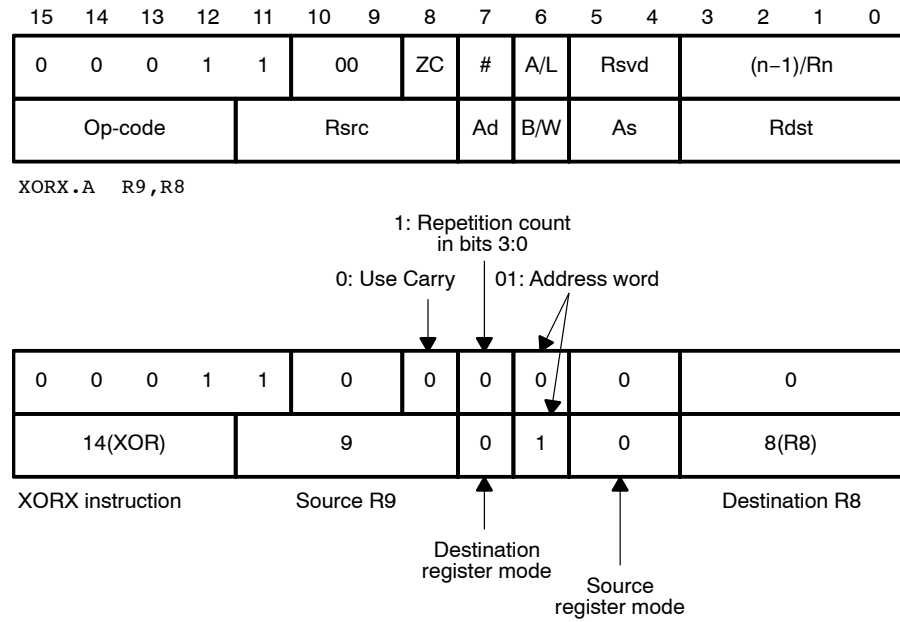 15 14 13 12 11 10 9 8 7 6 5 4 3 2 1 0
0 0 0 1 1 00 ZC # A/L Rsvd (n−1)/Rn
Op-code Rsrc Ad B/W As Rdst
XORX.A R9,R8
1: Repetition count
in bits 3:0
0: Use Carry 01: Address word
0 0 0 1 1 0 0 0 0 0 0
14(XOR) 9 0 1 0 8(R8)
XORX instruction Source R9 Destination R8
Destination
register mode
Source
register mode